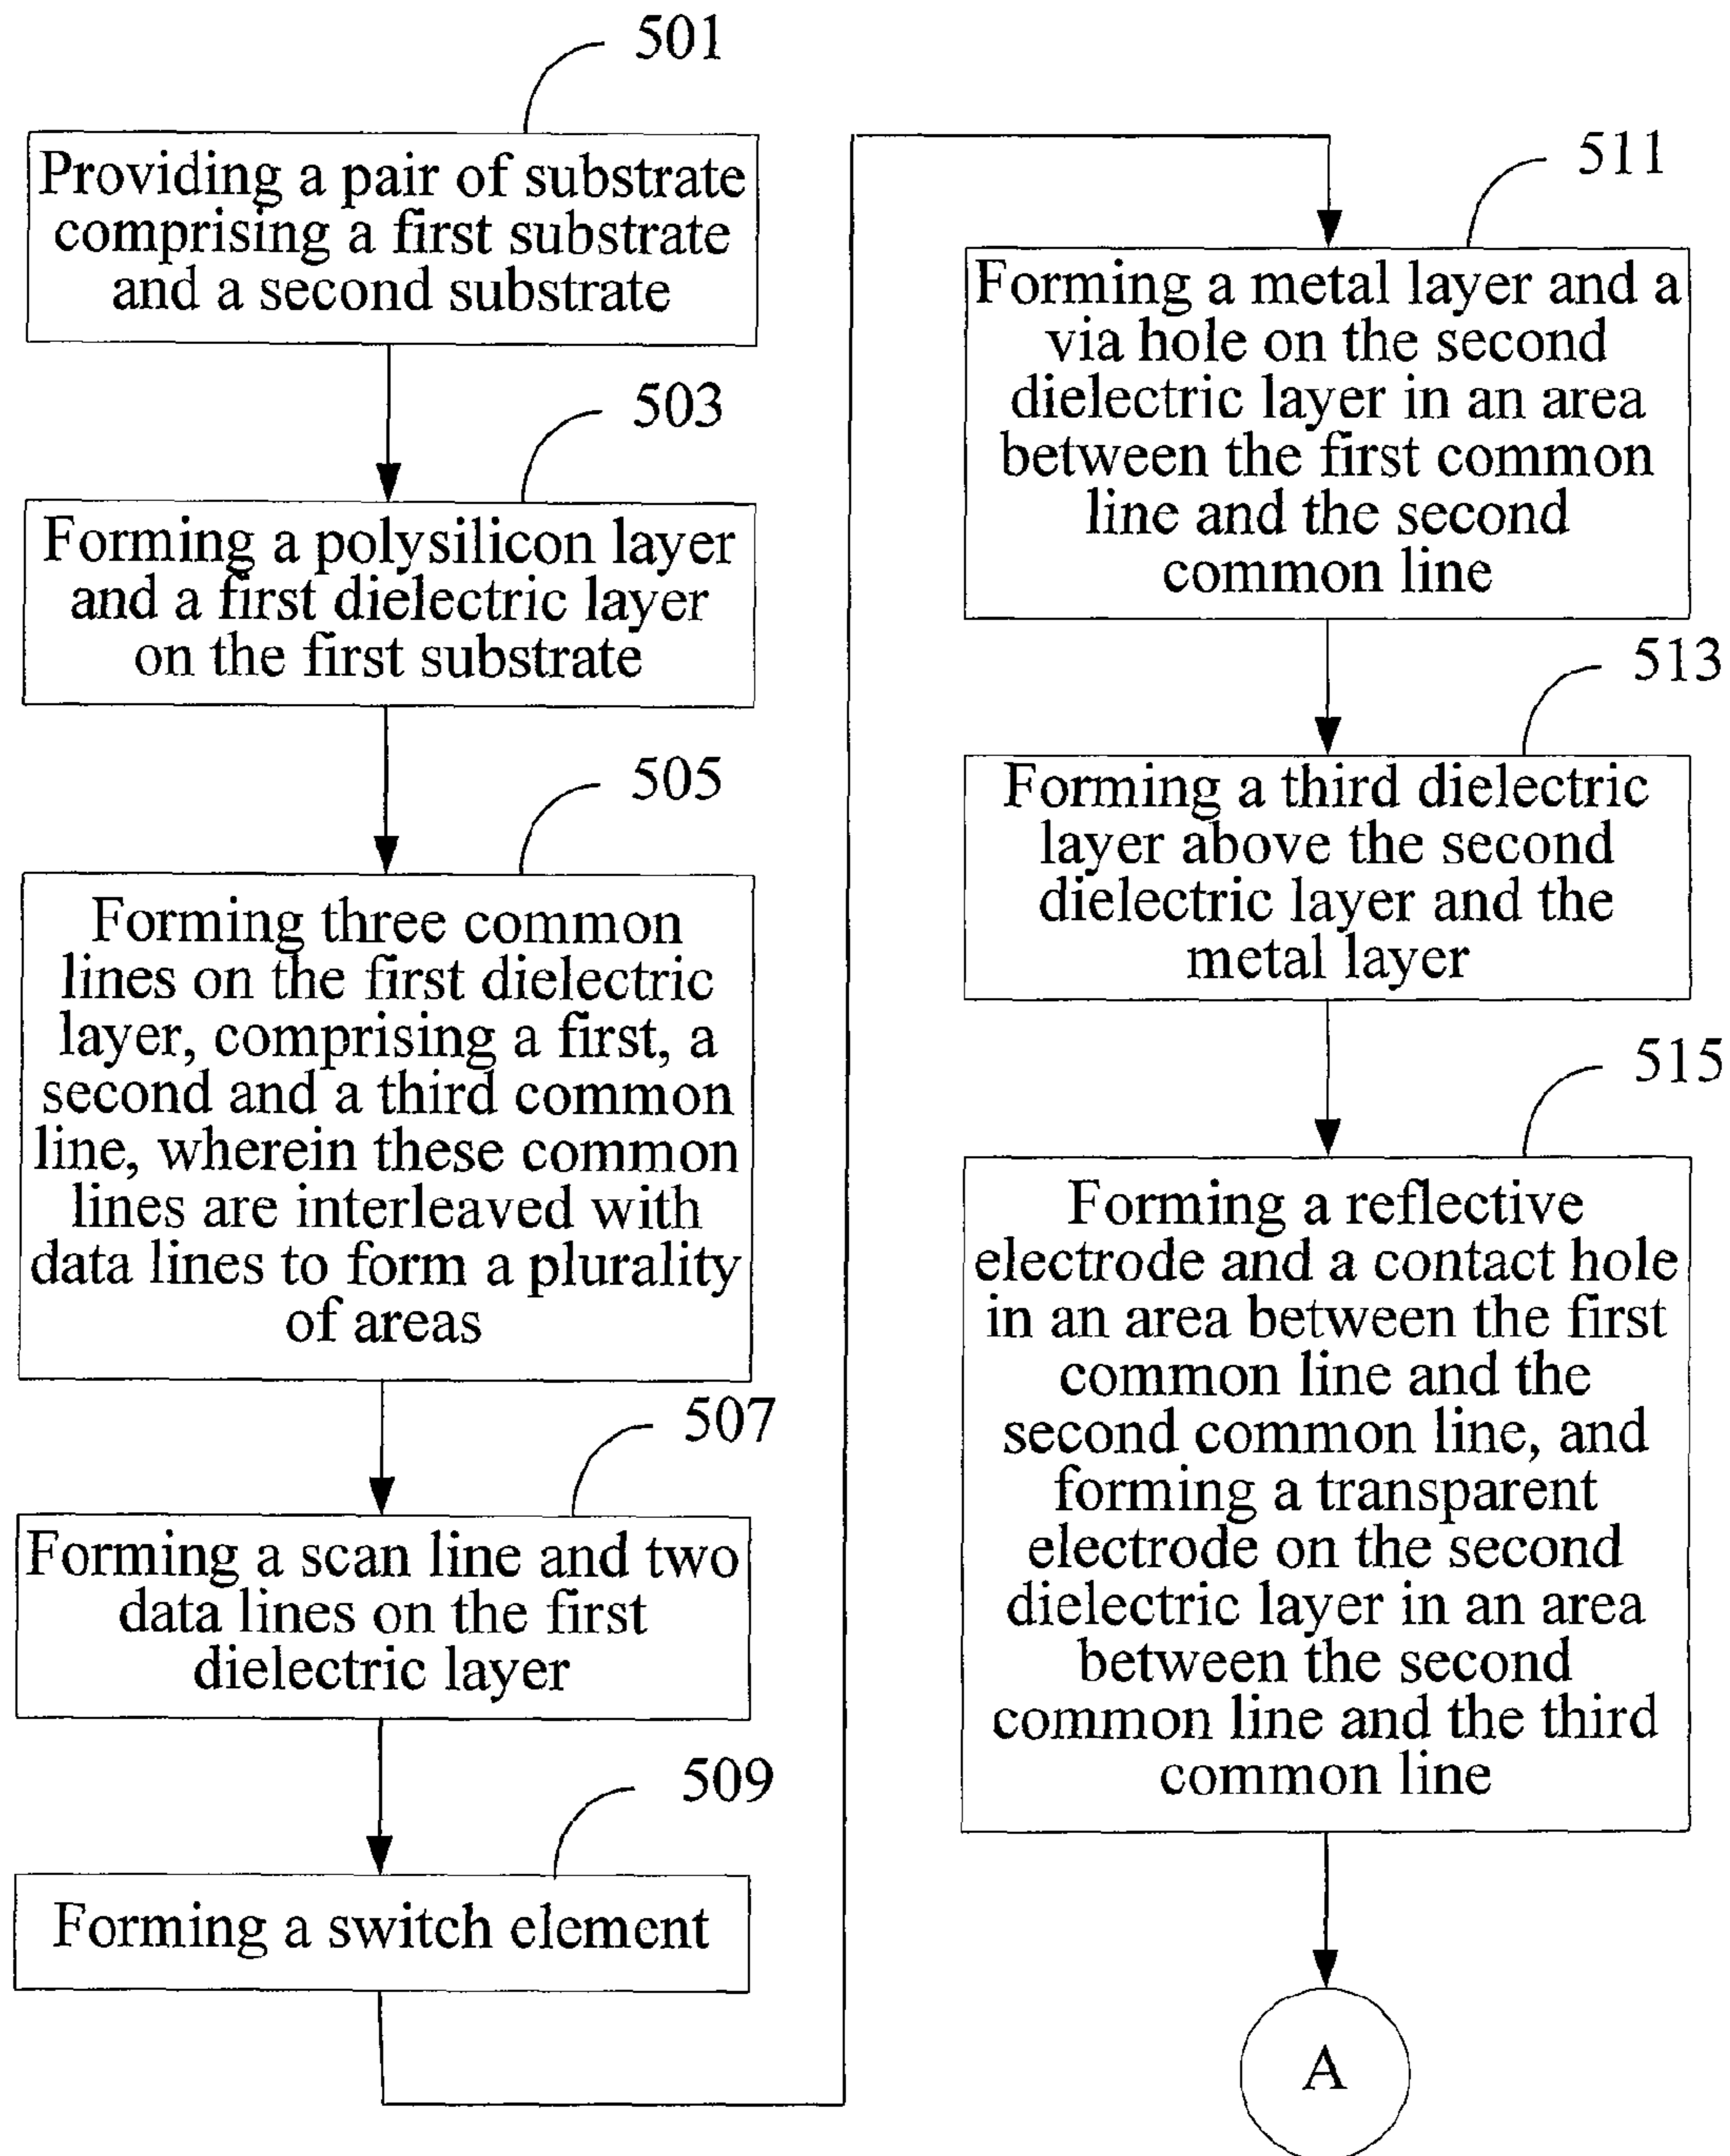 501
Providing a pair of substrate
comprising a first substrate
and a second substrate
503
Forming a polysilicon layer
and a first dielectric layer
on the first substrate
505
Forming three common
lines on the first dielectric
layer, comprising a first, a
second and a third common
line, wherein these common
lines are interleaved with
data lines to form a plurality
of areas
507
Forming a scan line and two
data lines on the first
dielectric layer
509
Forming a switch element
511
Forming a metal layer and a
via hole on the second
dielectric layer in an area
between the first common
line and the second
common line
513
Forming a third dielectric
layer above the second
dielectric layer and the
metal layer
515
Forming a reflective
electrode and a contact hole
in an area between the first
common line and the
second common line, and
forming a transparent
electrode on the second
dielectric layer in an area
between the second
common line and the third
common line
A